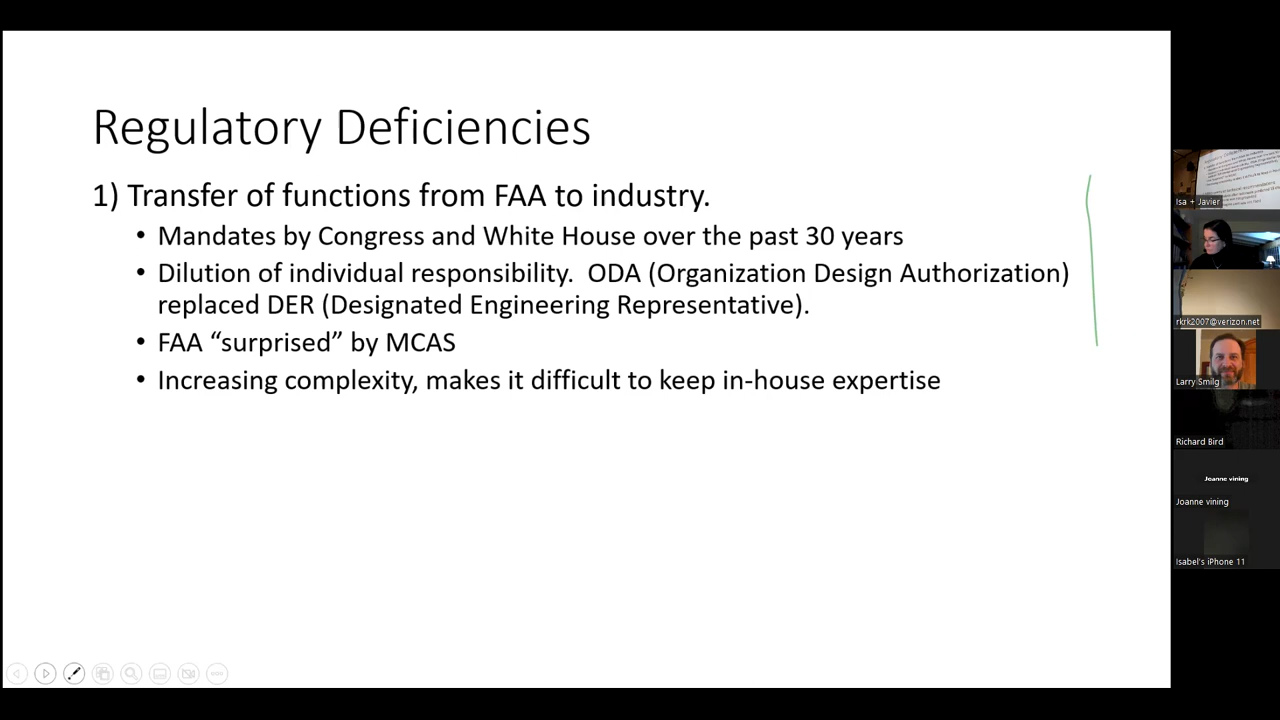 Regulatory Deficiencies
1) Transfer of functions from FAA to industry.
• Mandates by Congress and White House over the past 30 years
• Dilution of individual responsibility.  ODA (Organization Design Authorization)
replaced DER (Designated Engineering Representative).
• FAA “surprised” by MCAS
• Increasing complexity, makes it difficult to keep in-house expertise
Isa + Javier
rkrk2007@verizon.net
Larry Smilg
Richard Bird
Joanne vining
Joanne vining
Isabel's iPhone 11